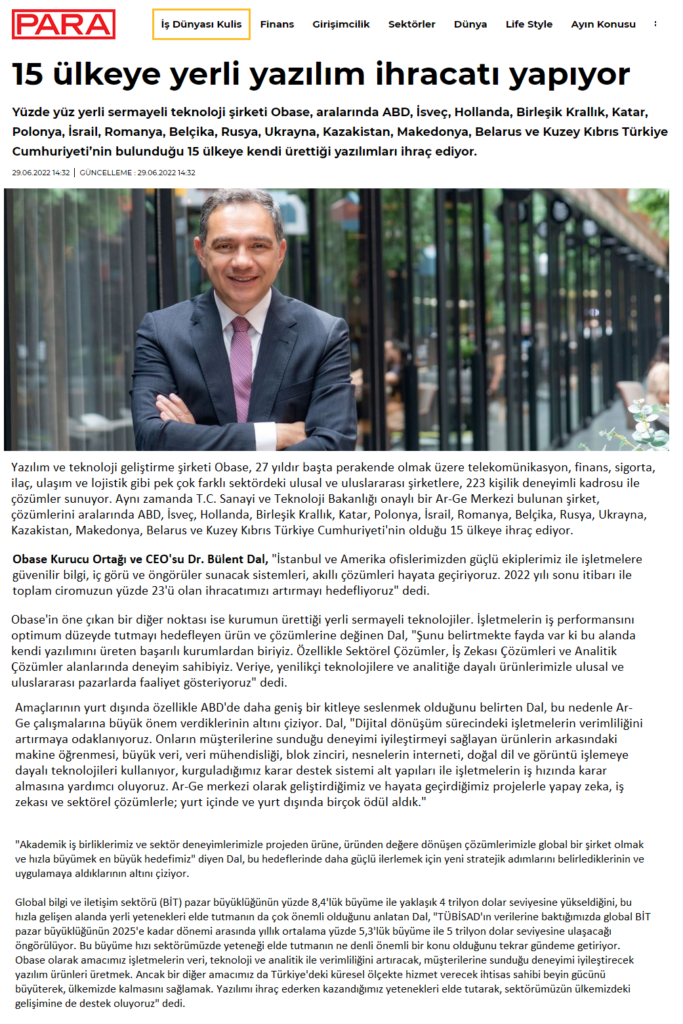 PARA
İş Dünyası Kulis Finans Girişimcilik Sektörler Dünya Life Style Ayın Konusu :
15 ülkeye yerli yazılım ihracatı yapıyor
Yüzde yüz yerli sermayeli teknoloji şirketi Obase, aralarında ABD, İsveç, Hollanda, Birleşik Krallık, Katar,
Polonya, İsrail, Romanya, Belçika, Rusya, Ukrayna, Kazakistan, Makedonya, Belarus ve Kuzey Kıbrıs Türkiye
Cumhuriyeti'nin bulunduğu 15 ülkeye kendi ürettiği yazılımları ihraç ediyor.
29.06.2022 14:32 | GÜNCELLEME : 29.06.2022 14:32
Yazılım ve teknoloji geliştirme şirketi Obase, 27 yıldır başta perakende olmak üzere telekomünikasyon, finans, sigorta,
ilaç, ulaşım ve lojistik gibi pek çok farklı sektördeki ulusal ve uluslararası şirketlere, 223 kişilik deneyimli kadrosu ile
çözümler sunuyor. Aynı zamanda T.C. Sanayi ve Teknoloji Bakanlığı onaylı bir Ar-Ge Merkezi bulunan şirket,
çözümlerini aralarında ABD, İsveç, Hollanda, Birleşik Krallık, Katar, Polonya, İsrail, Romanya, Belçika, Rusya, Ukrayna,
Kazakistan, Makedonya, Belarus ve Kuzey Kıbrıs Türkiye Cumhuriyeti'nin olduğu 15 ülkeye ihraç ediyor.
Obase Kurucu Ortağı ve CEO'su Dr. Bülent Dal, "İstanbul ve Amerika ofislerimizden güçlü ekiplerimiz ile işletmelere
güvenilir bilgi, iç görü ve öngörüler sunacak sistemleri, akıllı çözümleri hayata geçiriyoruz. 2022 yılı sonu itibarı ile
toplam ciromuzun yüzde 23'ü olan ihracatımızı artırmayı hedefliyoruz" dedi.
Obase'in öne çıkan bir diğer noktası ise kurumun ürettiği yerli sermayeli teknolojiler. İşletmelerin iş performansını
optimum düzeyde tutmayı hedefleyen ürün ve çözümlerine değinen Dal, "Şunu belirtmekte fayda var ki bu alanda
kendi yazılımını üreten başarılı kurumlardan biriyiz. Özellikle Sektörel Çözümler, İş Zekası Çözümleri ve Analitik
Çözümler alanlarında deneyim sahibiyiz. Veriye, yenilikçi teknolojilere ve analitiğe dayalı ürünlerimizle ulusal ve
uluslararası pazarlarda faaliyet gösteriyoruz" dedi.
Amaçlarının yurt dışında özellikle ABD'de daha geniş bir kitleye seslenmek olduğunu belirten Dal, bu nedenle Ar-
Ge çalışmalarına büyük önem verdiklerinin altını çiziyor. Dal, "Dijital dönüşüm sürecindeki işletmelerin verimliliğini
artırmaya odaklanıyoruz. Onların müşterilerine sunduğu deneyimi iyileştirmeyi sağlayan ürünlerin arkasındaki
makine öğrenmesi, büyük veri, veri mühendisliği, blok zinciri, nesnelerin interneti, doğal dil ve görüntü işlemeye
dayalı teknolojileri kullanıyor, kurguladığımız karar destek sistemi alt yapıları ile işletmelerin iş hızında karar
almasına yardımcı oluyoruz. Ar-Ge merkezi olarak geliştirdiğimiz ve hayata geçirdiğimiz projelerle yapay zeka, iş
zekası ve sektörel çözümlerle; yurt içinde ve yurt dışında birçok ödül aldık."
"Akademik iş birliklerimiz ve sektör deneyimlerimizle projeden ürüne, üründen değere dönüşen çözümlerimizle global bir şirket olmak
ve hızla büyümek en büyük hedefimiz" diyen Dal, bu hedeflerinde daha güçlü ilerlemek için yeni stratejik adımlarını belirlediklerinin ve
uygulamaya aldıklarının altını çiziyor.
Global bilgi ve iletişim sektörü (BİT) pazar büyüklüğünün yüzde 8,4'lük büyüme ile yaklaşık 4 trilyon dolar seviyesine yükseldiğini, bu
hızla gelişen alanda yerli yetenekleri elde tutmanın da çok önemli olduğunu anlatan Dal, "TÜBİSAD'ın verilerine baktığımızda global BİT
pazar büyüklüğünün 2025'e kadar dönemi arasında yıllık ortalama yüzde 5,3'lük büyüme ile 5 trilyon dolar seviyesine ulaşacağı
öngörülüyor. Bu büyüme hızı sektörümüzde yeteneği elde tutmanın ne denli önemli bir konu olduğunu tekrar gündeme getiriyor.
Obase olarak amacımız işletmelerin veri, teknoloji ve analitik ile verimliliğini artıracak, müşterilerine sunduğu deneyimi iyileştirecek
yazılım ürünleri üretmek. Ancak bir diğer amacımız da Türkiye'deki küresel ölçekte hizmet verecek ihtisas sahibi beyin gücünü
büyüterek, ülkemizde kalmasını sağlamak. Yazılımı ihraç ederken kazandığımız yetenekleri elde tutarak, sektörümüzün ülkemizdeki
gelişimine de destek oluyoruz" dedi.